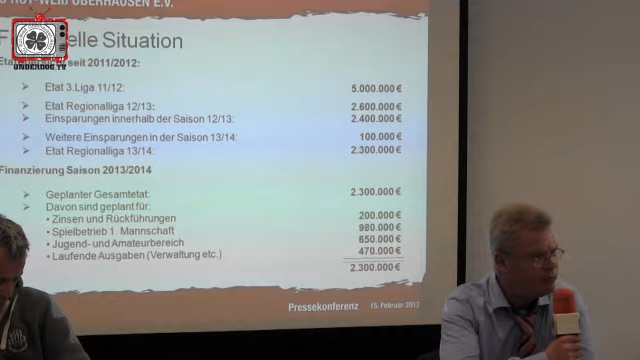 ROT-WEIß OBERHAUSEN E.V.
UNDERDOG TV
elle Situation
seit 2011/2012:
Etat 3.Liga 11/12: 5.000.000 €
Etat Regionalliga 12/13: 2.600.000 €
Einsparungen innerhalb der Saison 12/13: 2.400.000 €
Weitere Einsparungen in der Saison 13/14: 100.000 €
Etat Regionalliga 13/14: 2.300.000 €
Finanzierung Saison 2013/2014
Geplanter Gesamtetat: 2.300.000 €
Davon sind geplant für:
• Zinsen und Rückführungen 200.000 €
• Spielbetrieb 1. Mannschaft 980.000 €
• Jugend- und Amateurbereich 650.000 €
• Laufende Ausgaben (Verwaltung etc.) 470.000 €
2.300.000 €
Pressekonferenz 15. Februar 2013